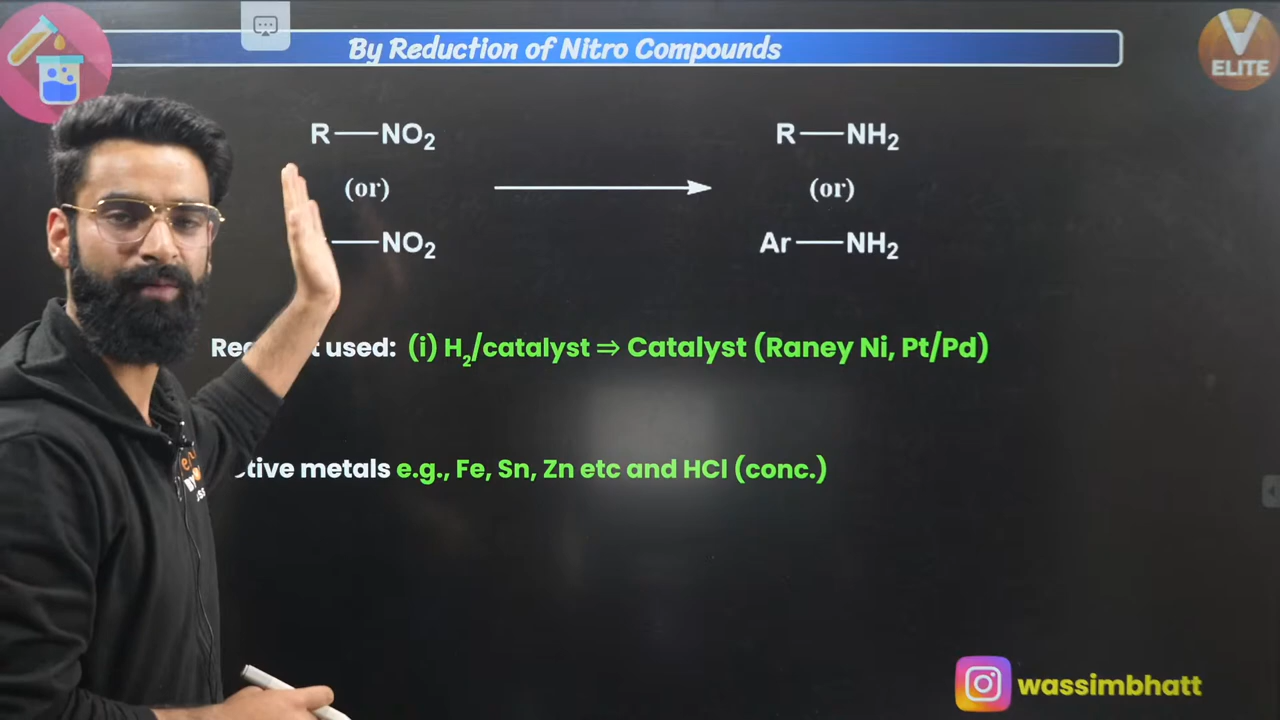 By Reduction of Nitro Compounds
ELITE
R—NO₂ R—NH₂
(or) (or)
—NO₂ Ar—NH₂
used: (i) H₂/catalyst ⇒ Catalyst (Raney Ni, Pt/Pd)
metals e.g., Fe, Sn, Zn etc and HCl (conc.)
wassimbhatt